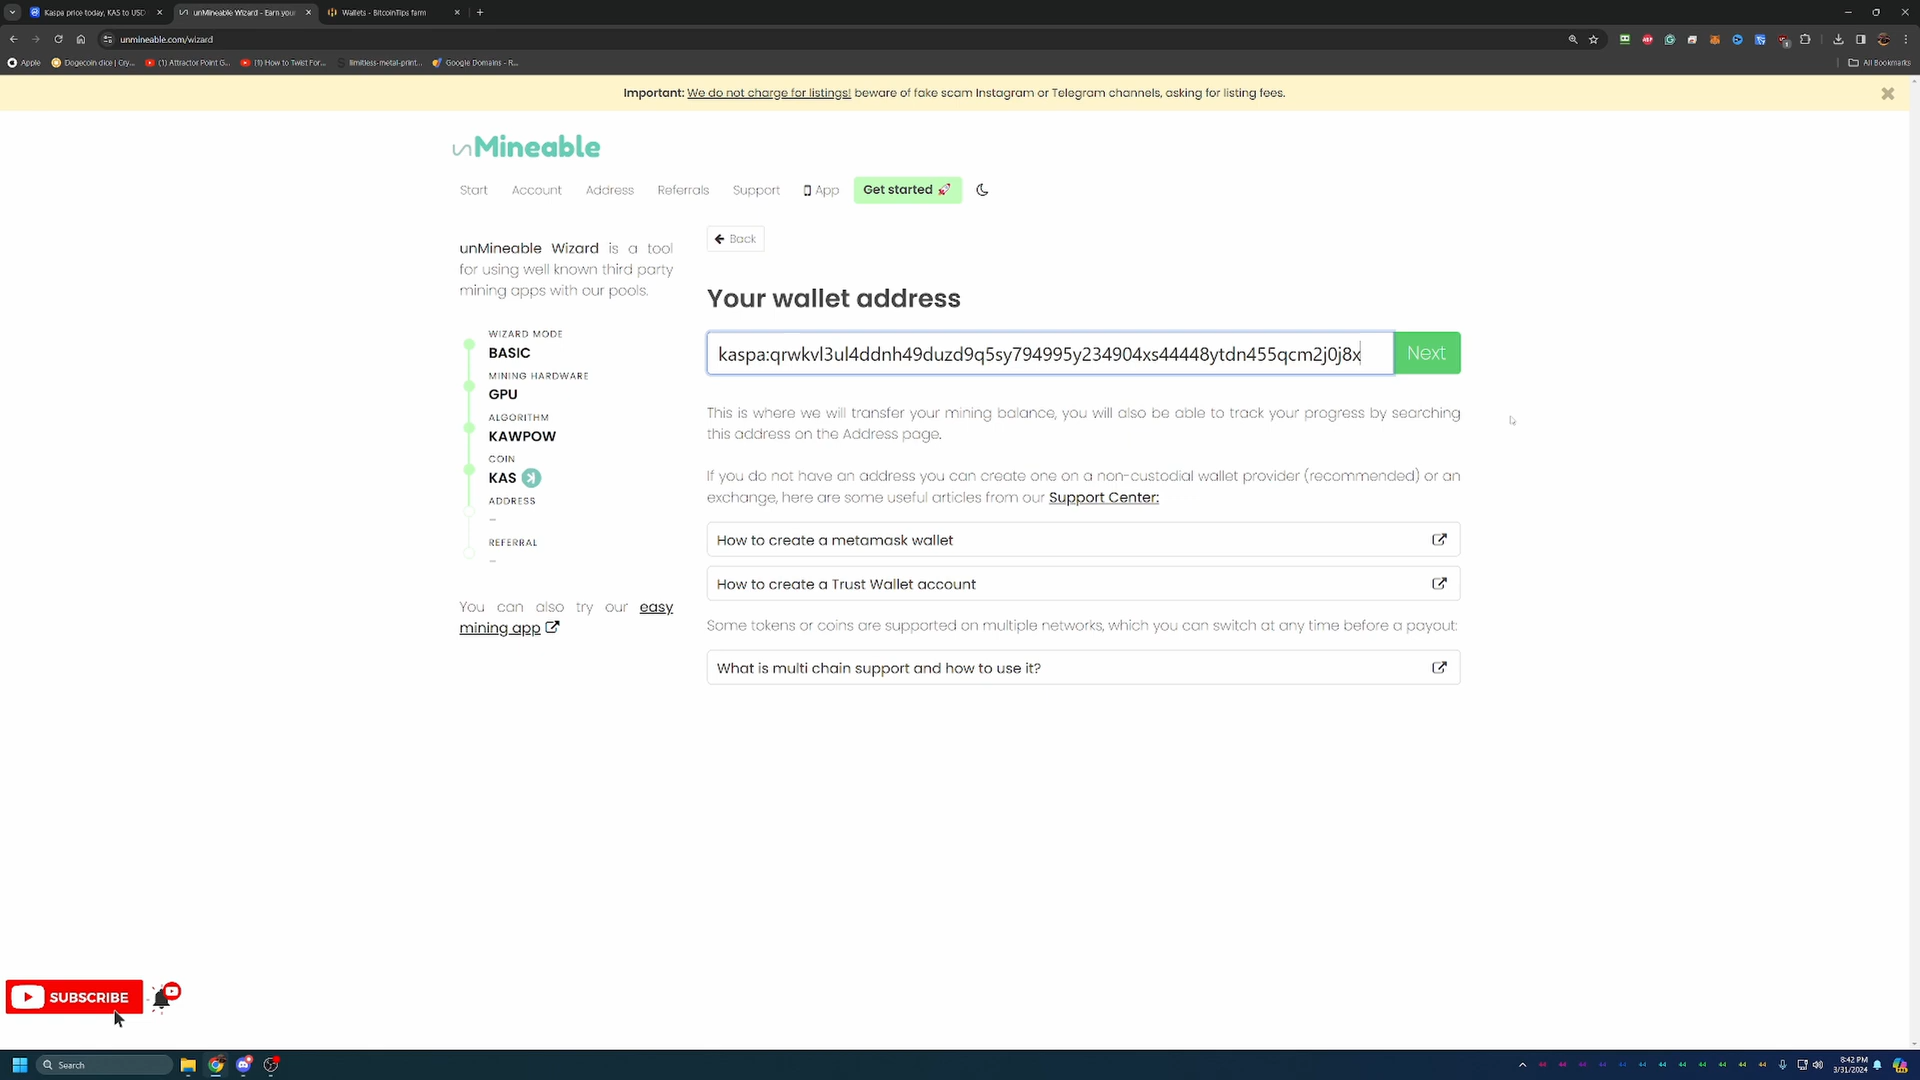 Kaspa price today, KAS to USD
unMineable Wizard - Earn your
Wallets - BitcoinTips farm
unmineable.com/wizard
Apple
Dogecoin dice | Cry...
(1) Attractor Point G...
(1) How to Twist For...
limitless-metal-print...
Google Domains - R...
All Bookmarks
Important: We do not charge for listings! beware of fake scam Instagram or Telegram channels, asking for listing fees.
unMineable
Start
Account
Address
Referrals
Support
App
Get started
Back
unMineable Wizard is a tool
for using well known third party
mining apps with our pools.
WIZARD MODE
BASIC
MINING HARDWARE
GPU
ALGORITHM
KAWPOW
COIN
KAS
ADDRESS
–
REFERRAL
–
You can also try our easy
mining app
Your wallet address
kaspa:qrwkvl3ul4ddnh49duzd9q5sy794995y234904xs44448ytdn455qcm2j0j8x
Next
This is where we will transfer your mining balance, you will also be able to track your progress by searching
this address on the Address page.
If you do not have an address you can create one on a non-custodial wallet provider (recommended) or an
exchange, here are some useful articles from our Support Center:
How to create a metamask wallet
How to create a Trust Wallet account
Some tokens or coins are supported on multiple networks, which you can switch at any time before a payout:
What is multi chain support and how to use it?
SUBSCRIBE
Search
8:42 PM
3/31/2024